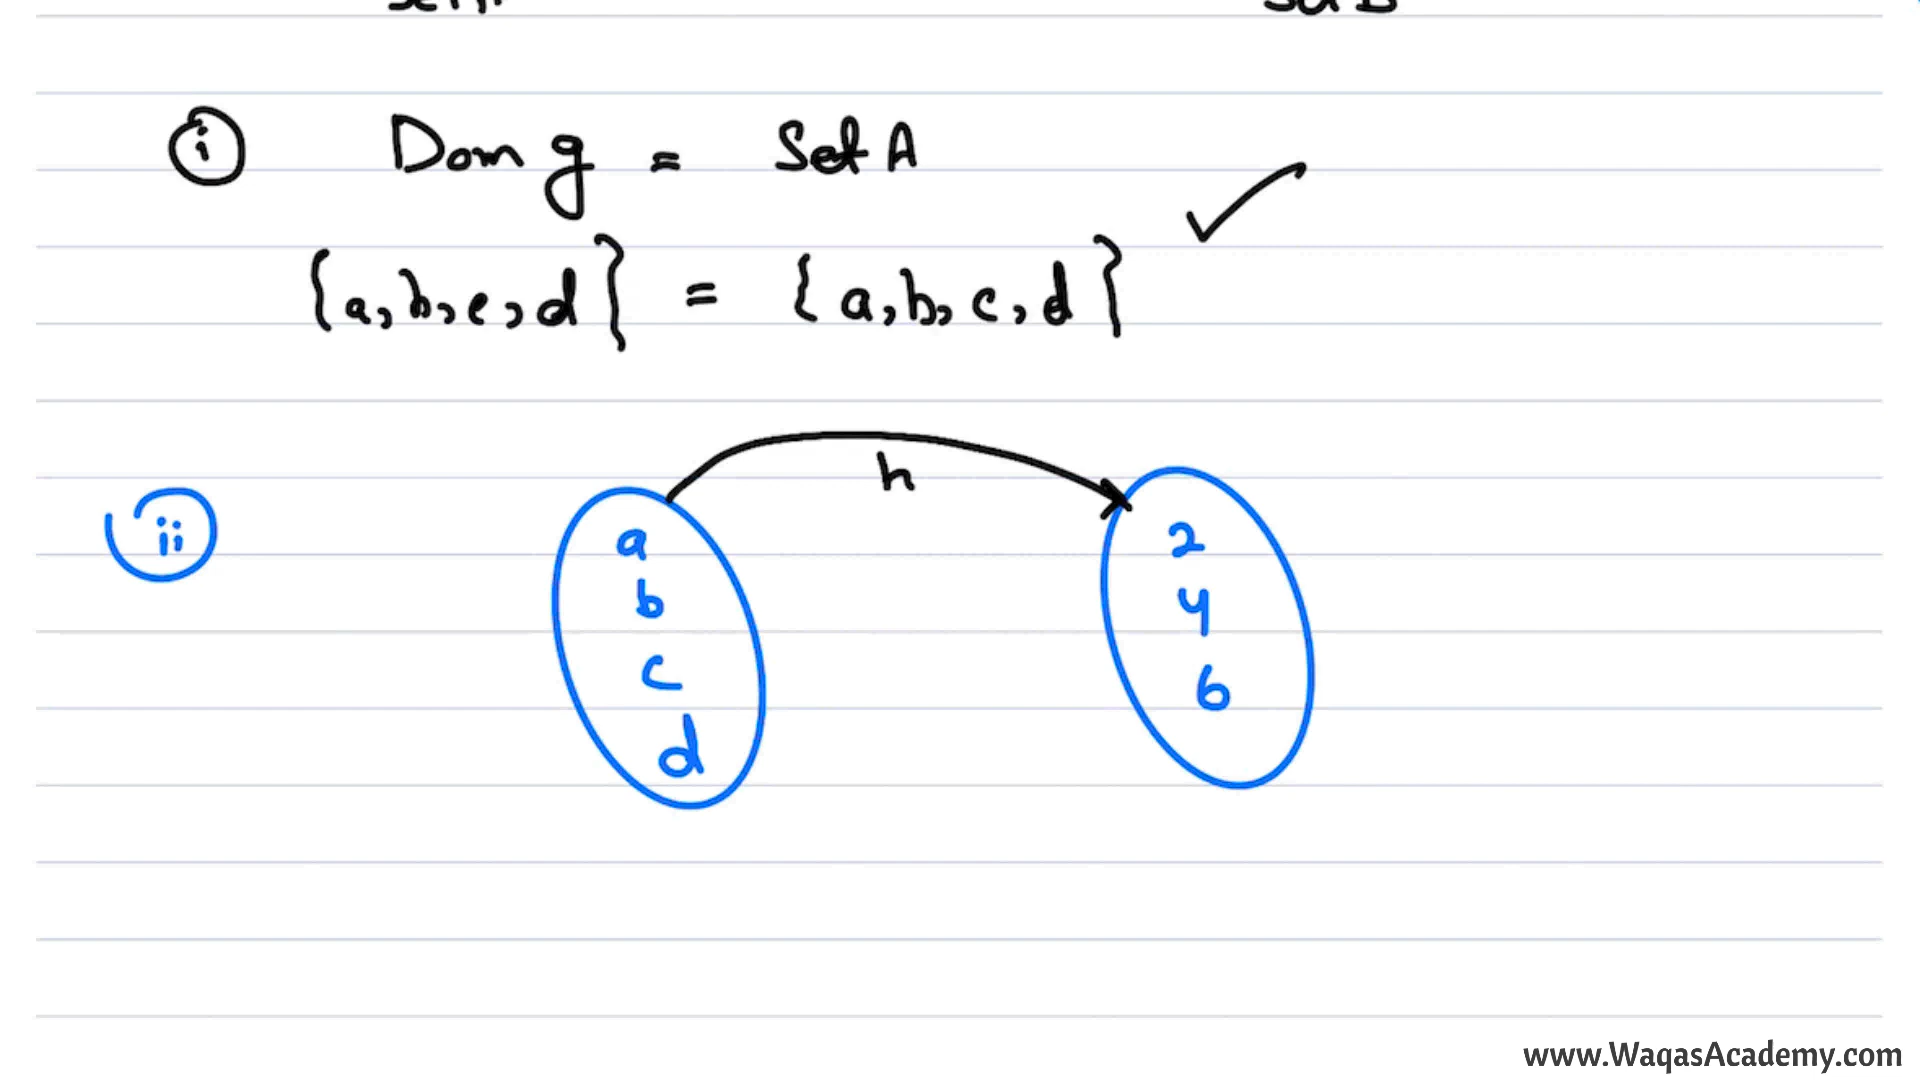 i Dom g = Set A
{a,b,c,d} = {a,b,c,d}
h
ii
a
b
c
d
2
4
6
www.WaqasAcademy.com